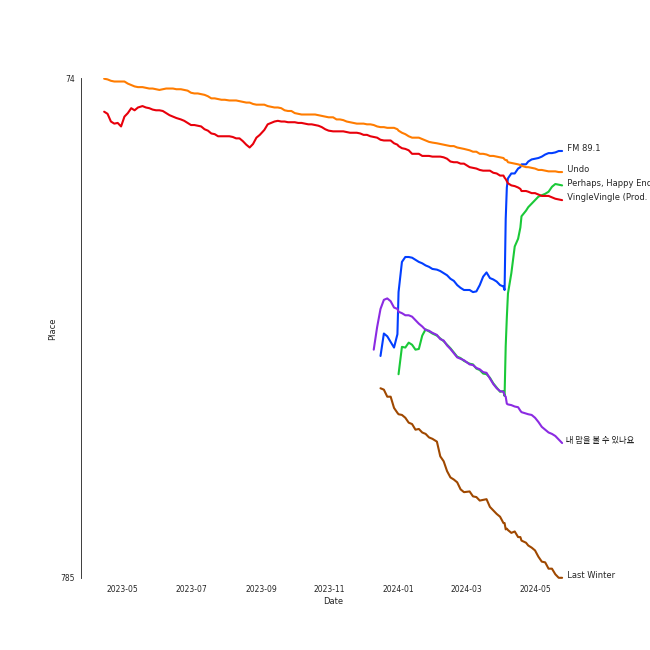 74
FM 89.1
Undo
Perhaps, Happy End
VingleVingle (Prod.
Place
내 맘을 볼 수 있나요
Last Winter
785
2023-05 2023-07 2023-09 2023-11 2024-01 2024-03 2024-05
Date